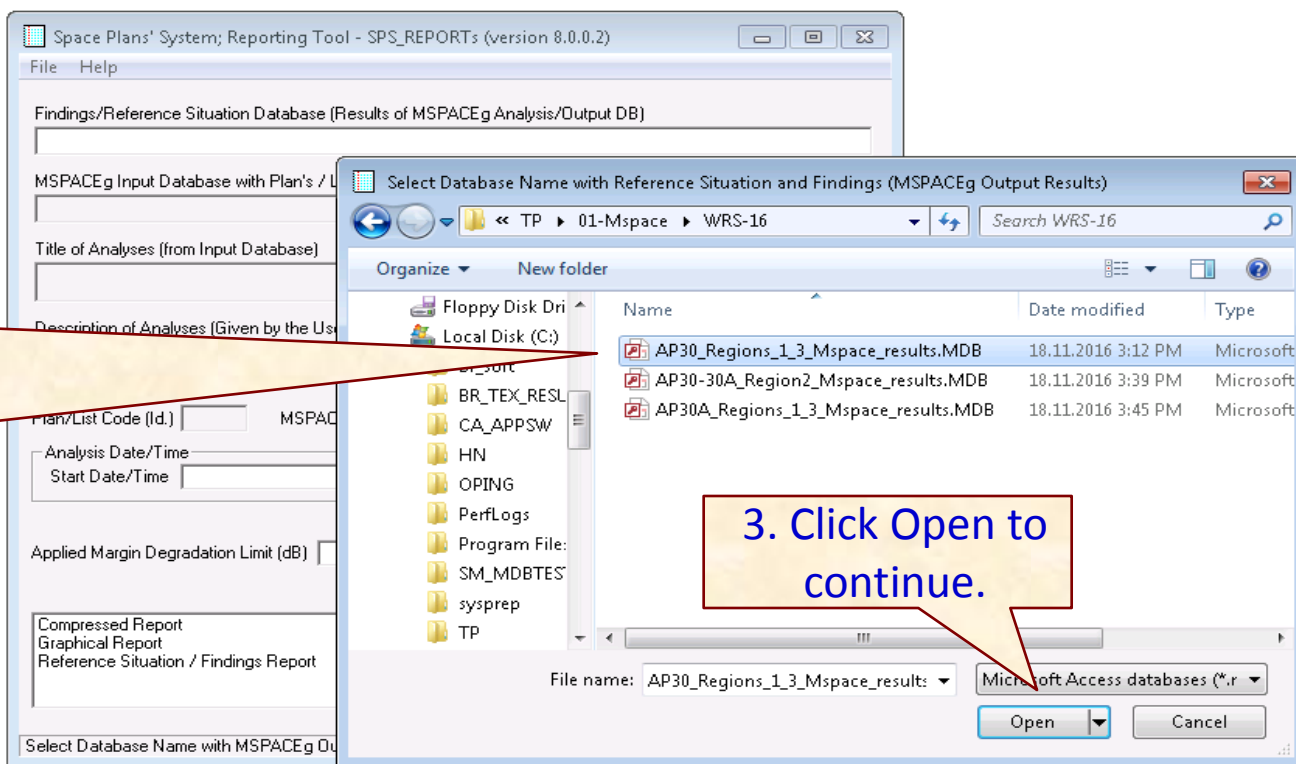 Space Plans' System; Reporting Tool - SPS_REPORTs (version 8.0.0.2)
File Help
Findings/Reference Situation Database (Results of MSPACEg Analysis/Output DB)
MSPACEg Input Database with Plan's / L
Title of Analyses (from Input Database)
Description of Analyses (Given by the Us
Plan/List Code (Id.) MSPAC
Analysis Date/Time
Start Date/Time
Applied Margin Degradation Limit (dB)
Compressed Report
Graphical Report
Reference Situation / Findings Report
Select Database Name with MSPACEg Ou
Select Database Name with Reference Situation and Findings (MSPACEg Output Results)
« TP 01-Mspace WRS-16 Search WRS-16
Organize New folder
Floppy Disk Dri
Local Disk (C:)
BR_TEX_RESL
CA_APPSW
HN
OPING
PerfLogs
Program File:
SM_MDBTES
sysprep
TP
Name Date modified Type
AP30_Regions_1_3_Mspace_results.MDB 18.11.2016 3:12 PM Microsoft
AP30-30A_Region2_Mspace_results.MDB 18.11.2016 3:39 PM Microsoft
AP30A_Regions_1_3_Mspace_results.MDB 18.11.2016 3:45 PM Microsoft
3. Click Open to
continue.
File name: AP30_Regions_1_3_Mspace_results Microsoft Access databases (*.r
Open Cancel